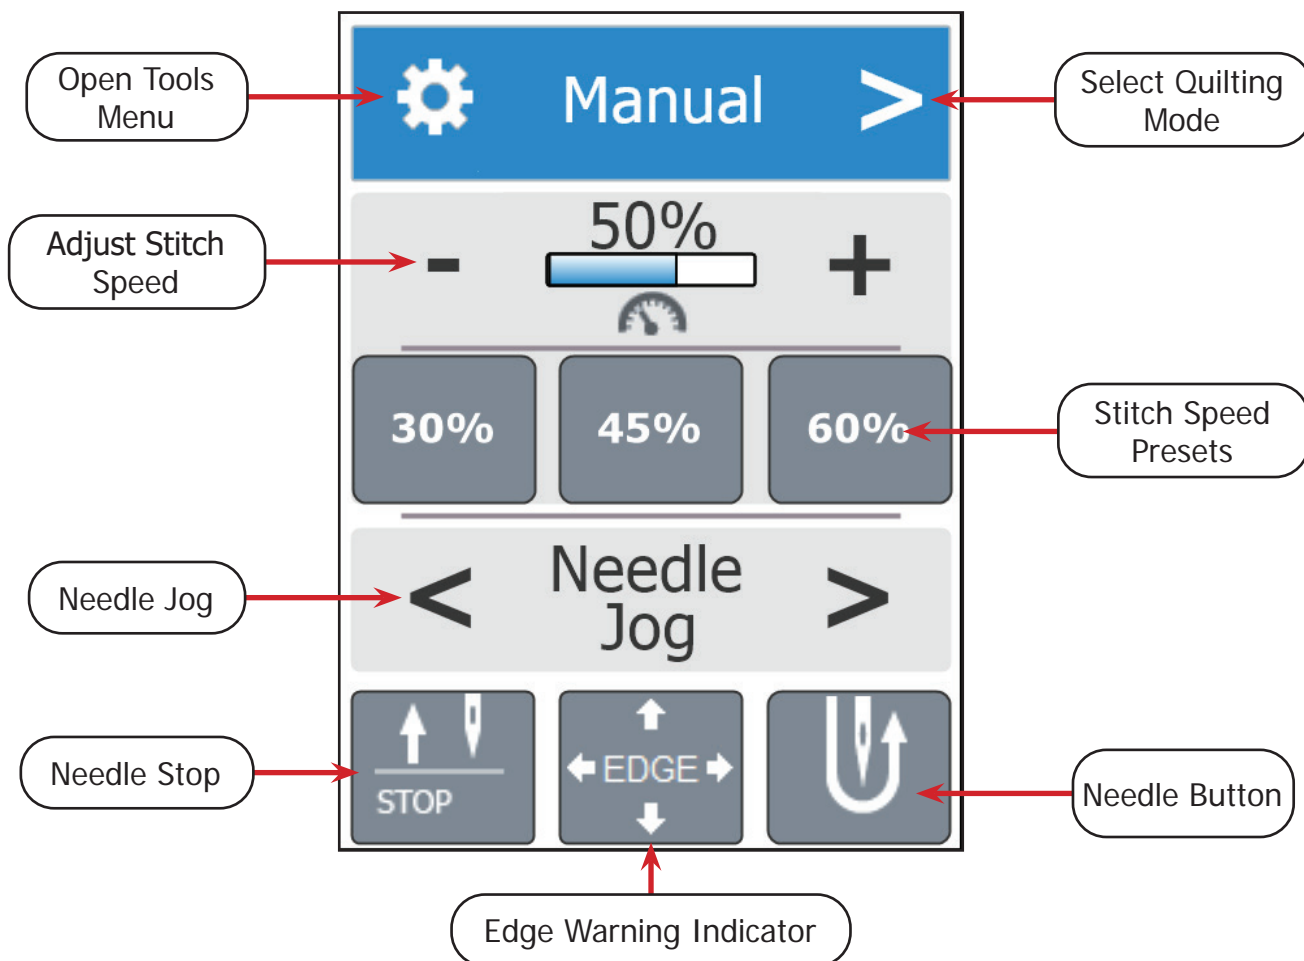 Open Tools
Menu
Manual
>
Select Quilting
Mode
Adjust Stitch
Speed
-
50%
+
30%
45%
60%
Stitch Speed
Presets
Needle Jog
<
Needle
Jog
>
Needle Stop
STOP
EDGE
Needle Button
Edge Warning Indicator